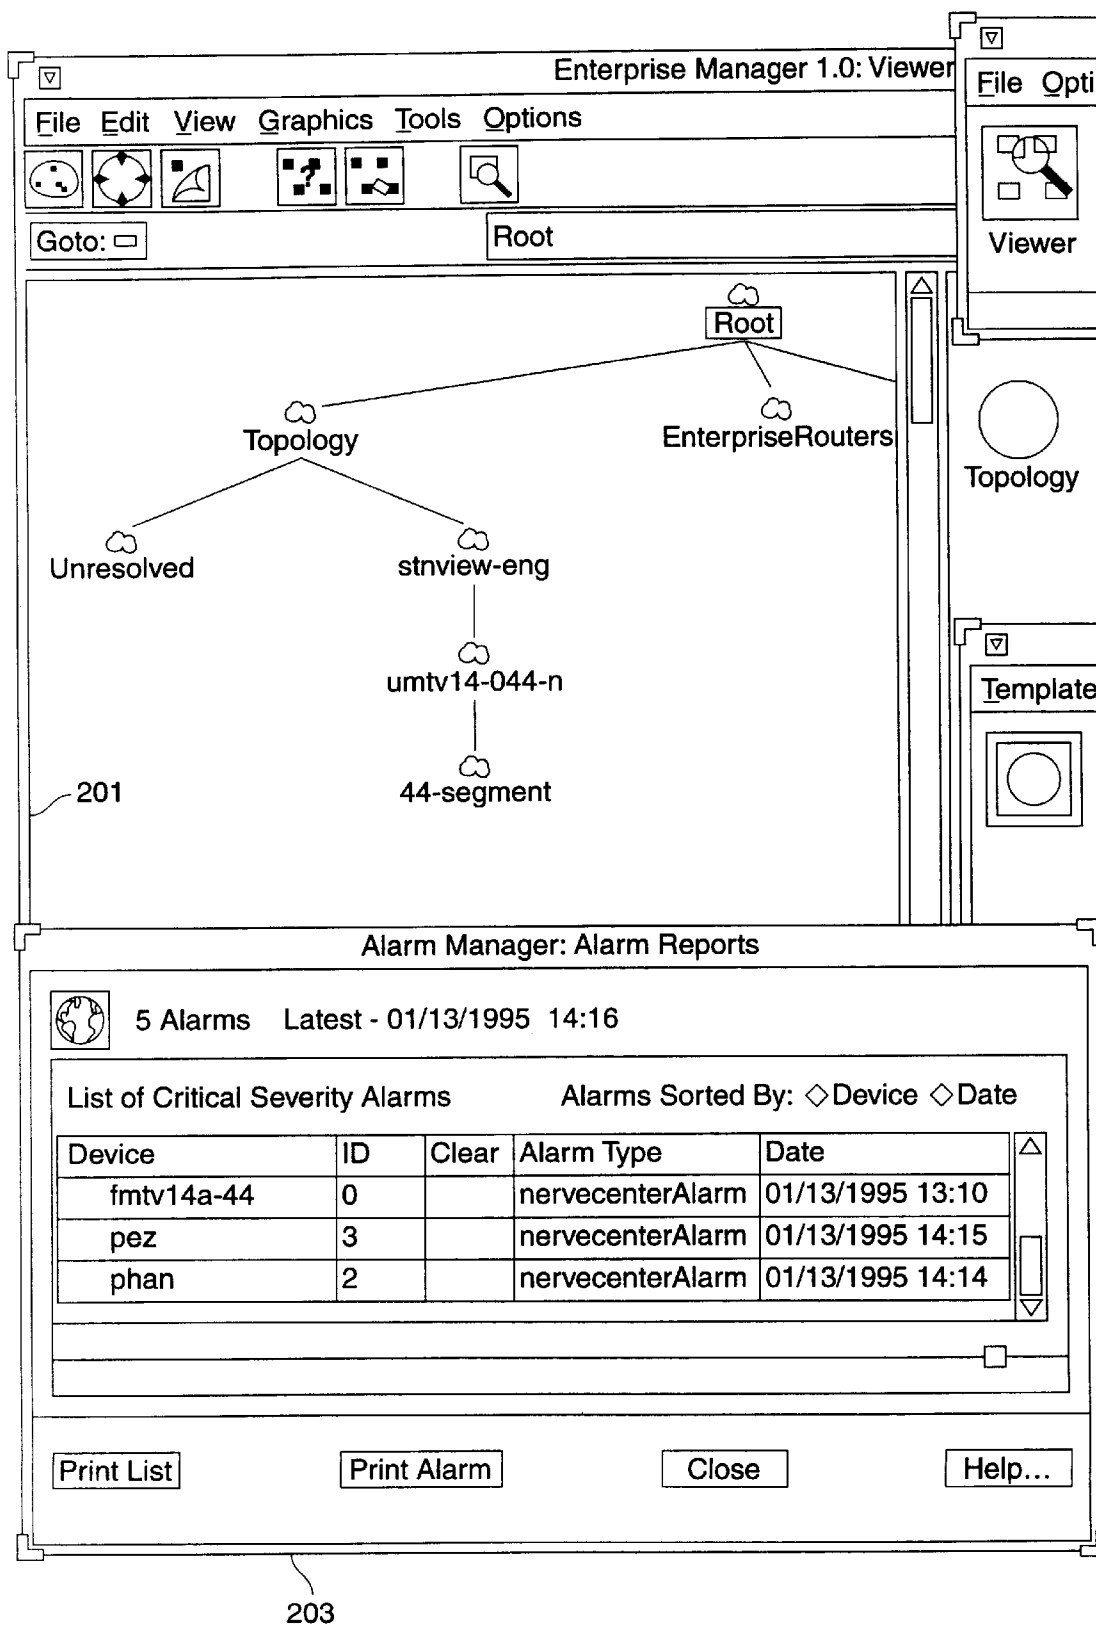 Enterprise Manager 1.0: Viewer
File Edit View Graphics Tools Options
File Opti
Goto:
Root
Viewer
Root
Topology
EnterpriseRouters
Topology
Unresolved
stnview-eng
umtv14-044-n
Template
44-segment
201
Alarm Manager: Alarm Reports
5 Alarms Latest - 01/13/1995 14:16
List of Critical Severity Alarms Alarms Sorted By: Device Date
Device ID Clear Alarm Type Date
fmtv14a-44 0 nervecenterAlarm 01/13/1995 13:10
pez 3 nervecenterAlarm 01/13/1995 14:15
phan 2 nervecenterAlarm 01/13/1995 14:14
Print List Print Alarm Close Help...
203